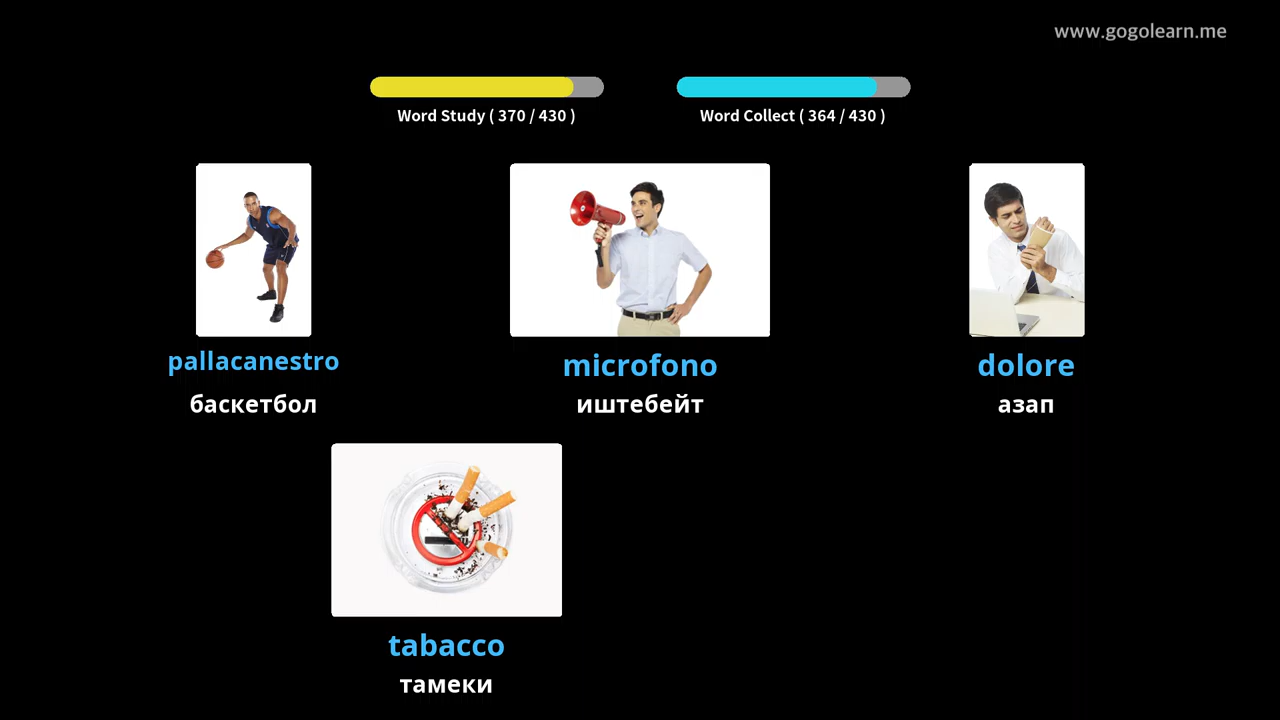 www.gogolearn.me
Word Study ( 370 / 430 )
Word Collect ( 364 / 430 )
pallacanestro
microfono
dolore
баскетбол
иштебейт
азап
tabacco
тамеки